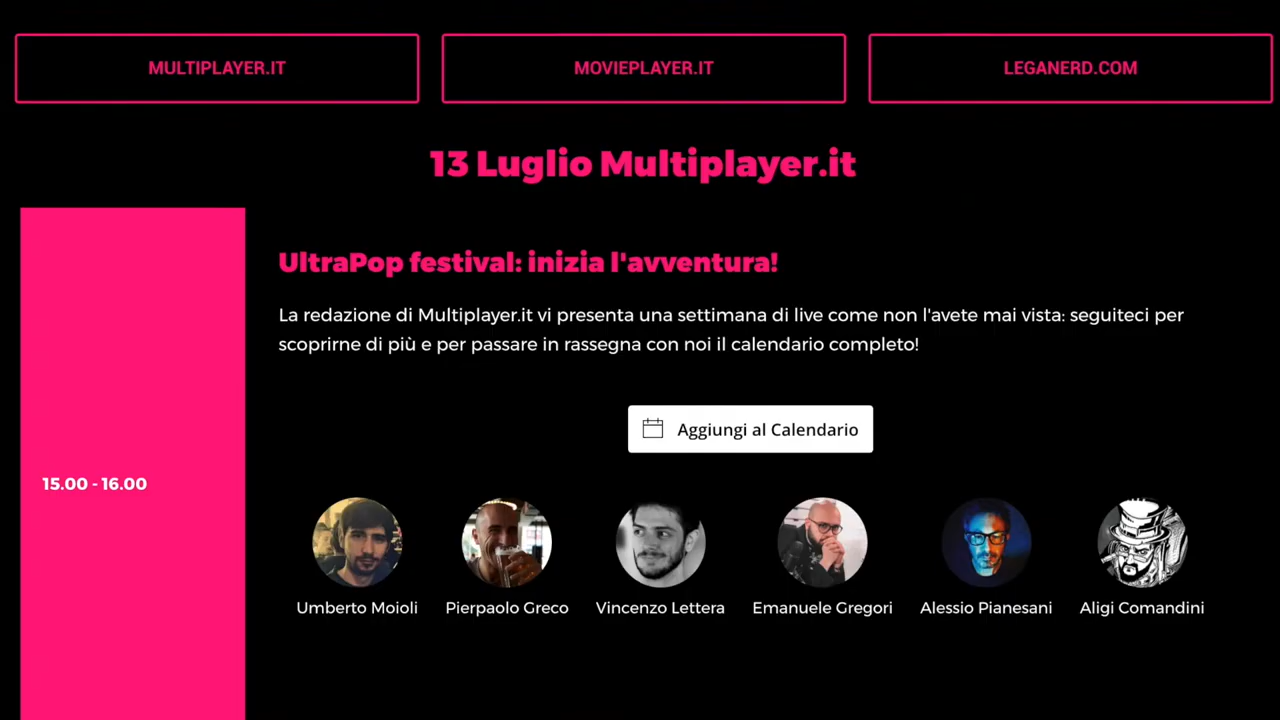 MULTIPLAYER.IT
MOVIEPLAYER.IT
LEGANERD.COM
13 Luglio Multiplayer.it
UltraPop festival: inizia l'avventura!
La redazione di Multiplayer.it vi presenta una settimana di live come non l'avete mai vista: seguiteci per
scoprirne di più e per passare in rassegna con noi il calendario completo!
Aggiungi al Calendario
15.00 - 16.00
Umberto Moioli
Pierpaolo Greco
Vincenzo Lettera
Emanuele Gregori
Alessio Pianesani
Aligi Comandini